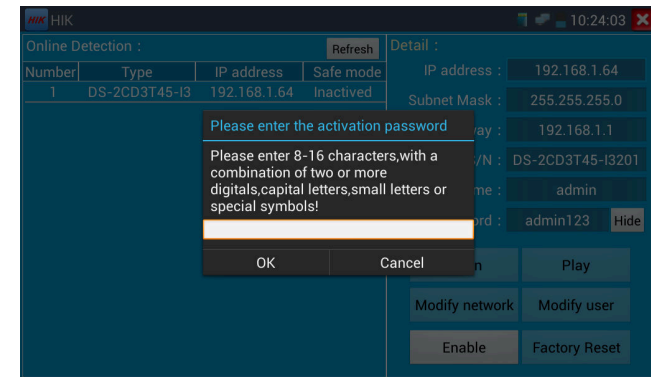 HIK HIK 10:24:03
Online Detection : Refresh
Number Type IP address Safe mode
1 DS-2CD3T45-I3 192.168.1.64 Inactived
Detail :
IP address : 192.168.1.64
Subnet Mask : 255.255.255.0
way : 192.168.1.1
/N : DS-2CD3T45-I3201
me : admin
ord : admin123 Hide
Please enter the activation password
Please enter 8-16 characters,with a
combination of two or more
digitals,capital letters,small letters or
special symbols!
OK Cancel
n Play
Modify network Modify user
Enable Factory Reset